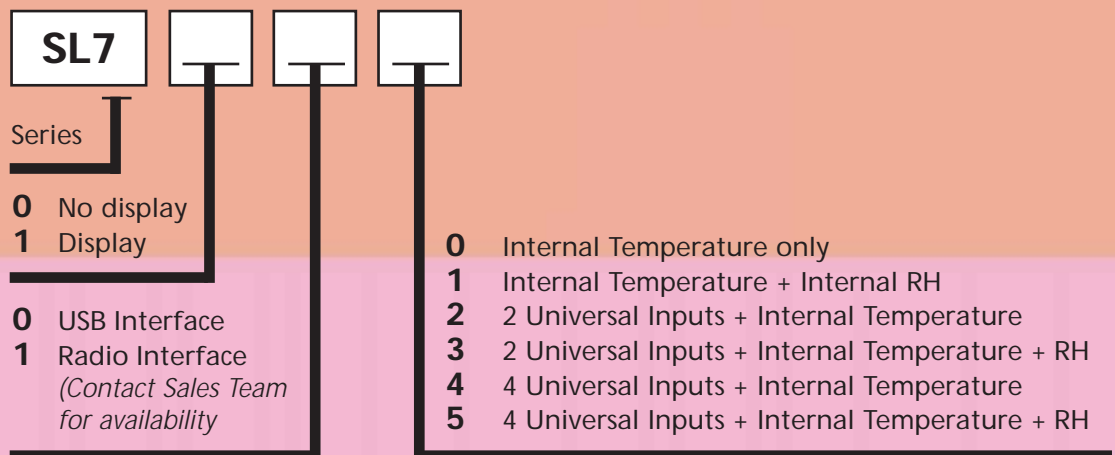 SL7
Series
0 No display
1 Display
0 USB Interface
1 Radio Interface
(Contact Sales Team
for availability
0 Internal Temperature only
1 Internal Temperature + Internal RH
2 2 Universal Inputs + Internal Temperature
3 2 Universal Inputs + Internal Temperature + RH
4 4 Universal Inputs + Internal Temperature
5 4 Universal Inputs + Internal Temperature + RH